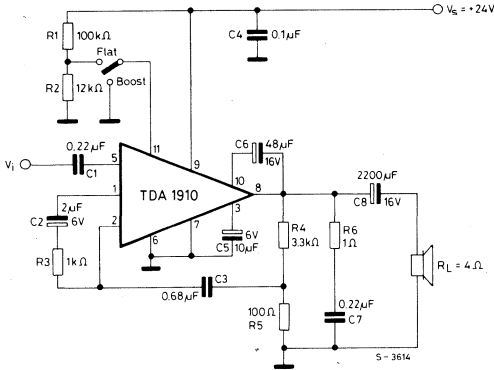 Vs = +24V
R1
100kΩ
C4
0.1µF
Flat
Boost
R2
12kΩ
0.22µF
C1
Vi
5
11
9
C6
48µF
16V
10
8
1
TDA 1910
2µF
6V
C2
2
3
6
7
6V
C5
10µF
2200µF
C8
16V
R4
3.3kΩ
R6
1Ω
R3
1kΩ
C3
0.68µF
RL = 4Ω
100Ω
R5
0.22µF
C7
S-3614